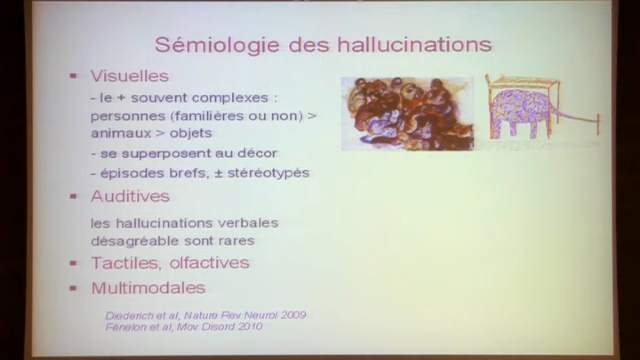 Sémiologie des hallucinations
Visuelles
- le + souvent complexes :
personnes (familières ou non) >
animaux > objets
- se superposent au décor
- épisodes brefs, ± stéréotypés
Auditives
les hallucinations verbales
désagréable sont rares
Tactiles, olfactives
Multimodales
Diederich et al, Nature Rev Neurol 2009
Fénelon et al, Mov Disord 2010